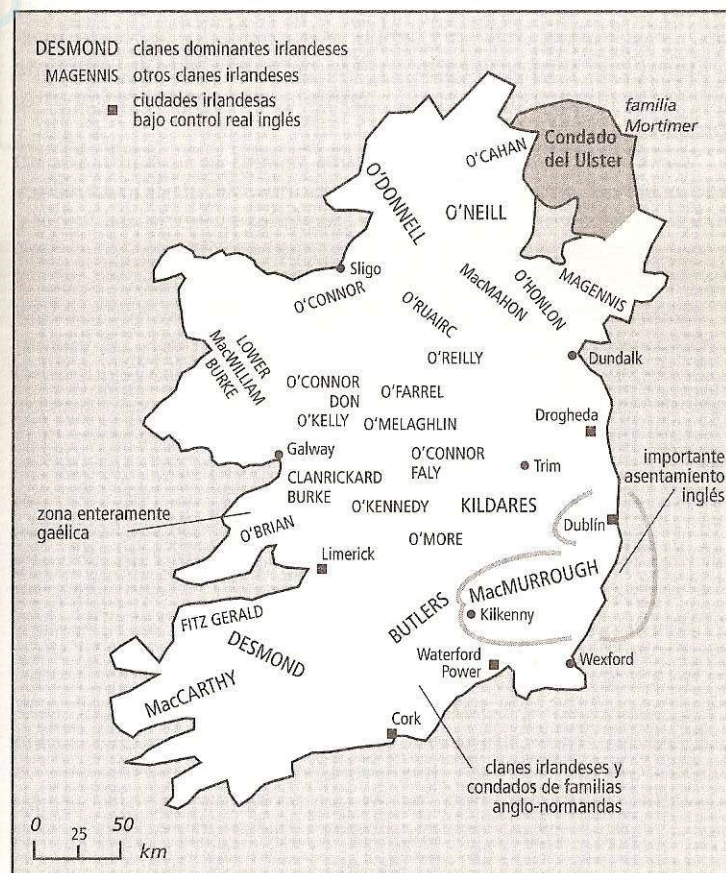 DESMOND clanes dominantes irlandeses
MAGENNIS otros clanes irlandeses
ciudades irlandesas
bajo control real inglés
familia
Mortimer
Condado
del Ulster
O'CAHAN
O'DONNELL
O'NEILL
Sligo
O'CONNOR
MacMAHON
O'HONLON
MAGENNIS
O'RUAIRC
LOWER
MacWILLIAM
BURKE
O'REILLY
Dundalk
O'CONNOR
DON
O'FARREL
O'KELLY
O'MELAGHLIN
Drogheda
Galway
O'CONNOR
FALY
Trim
importante
asentamiento
inglés
CLANRICKARD
BURKE
zona enteramente
gaélica
O'KENNEDY
KILDARES
Dublín
O'BRIAN
O'MORE
Limerick
MacMURROUGH
FITZ GERALD
BUTLERS
Kilkenny
DESMOND
Waterford
Power
Wexford
MacCARTHY
Cork
clanes irlandeses y
condados de familias
anglo-normandas
0 25 50
km